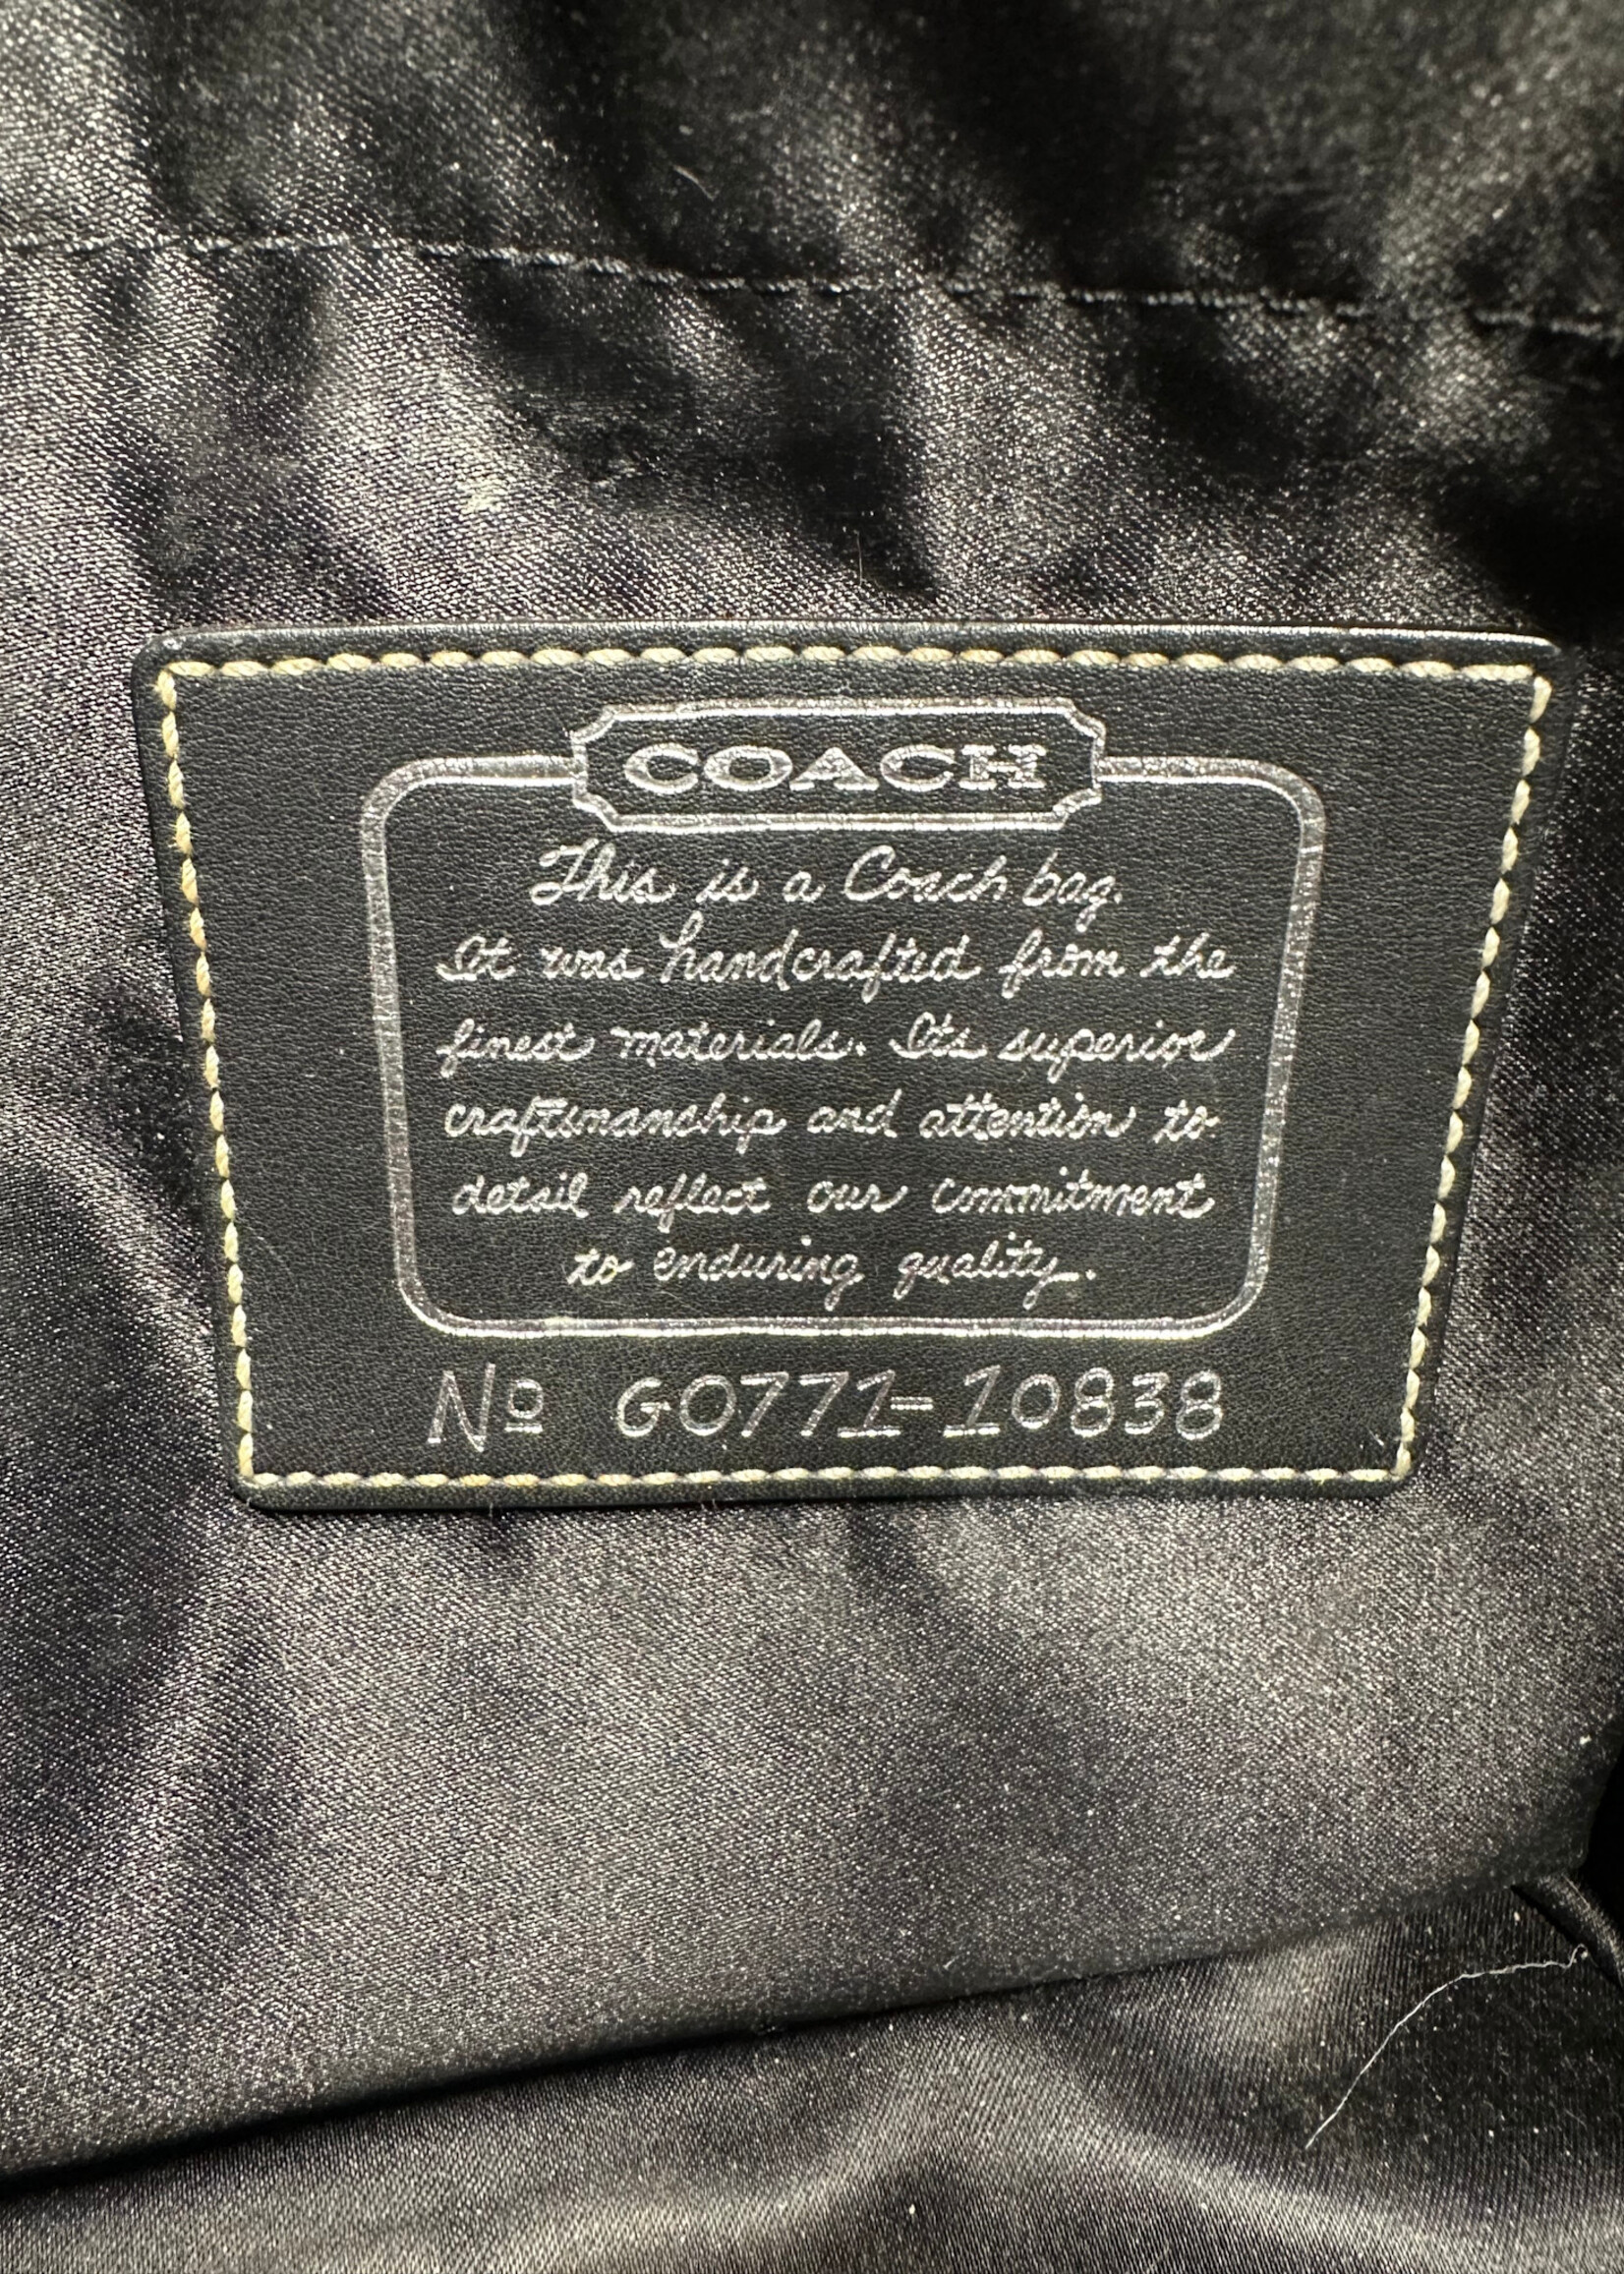 COACH
This is a Coach bag.
It was handcrafted from the
finest materials. Its superior
craftsmanship and attention to
detail reflect our commitment
to enduring quality.
Nº G0771-10838